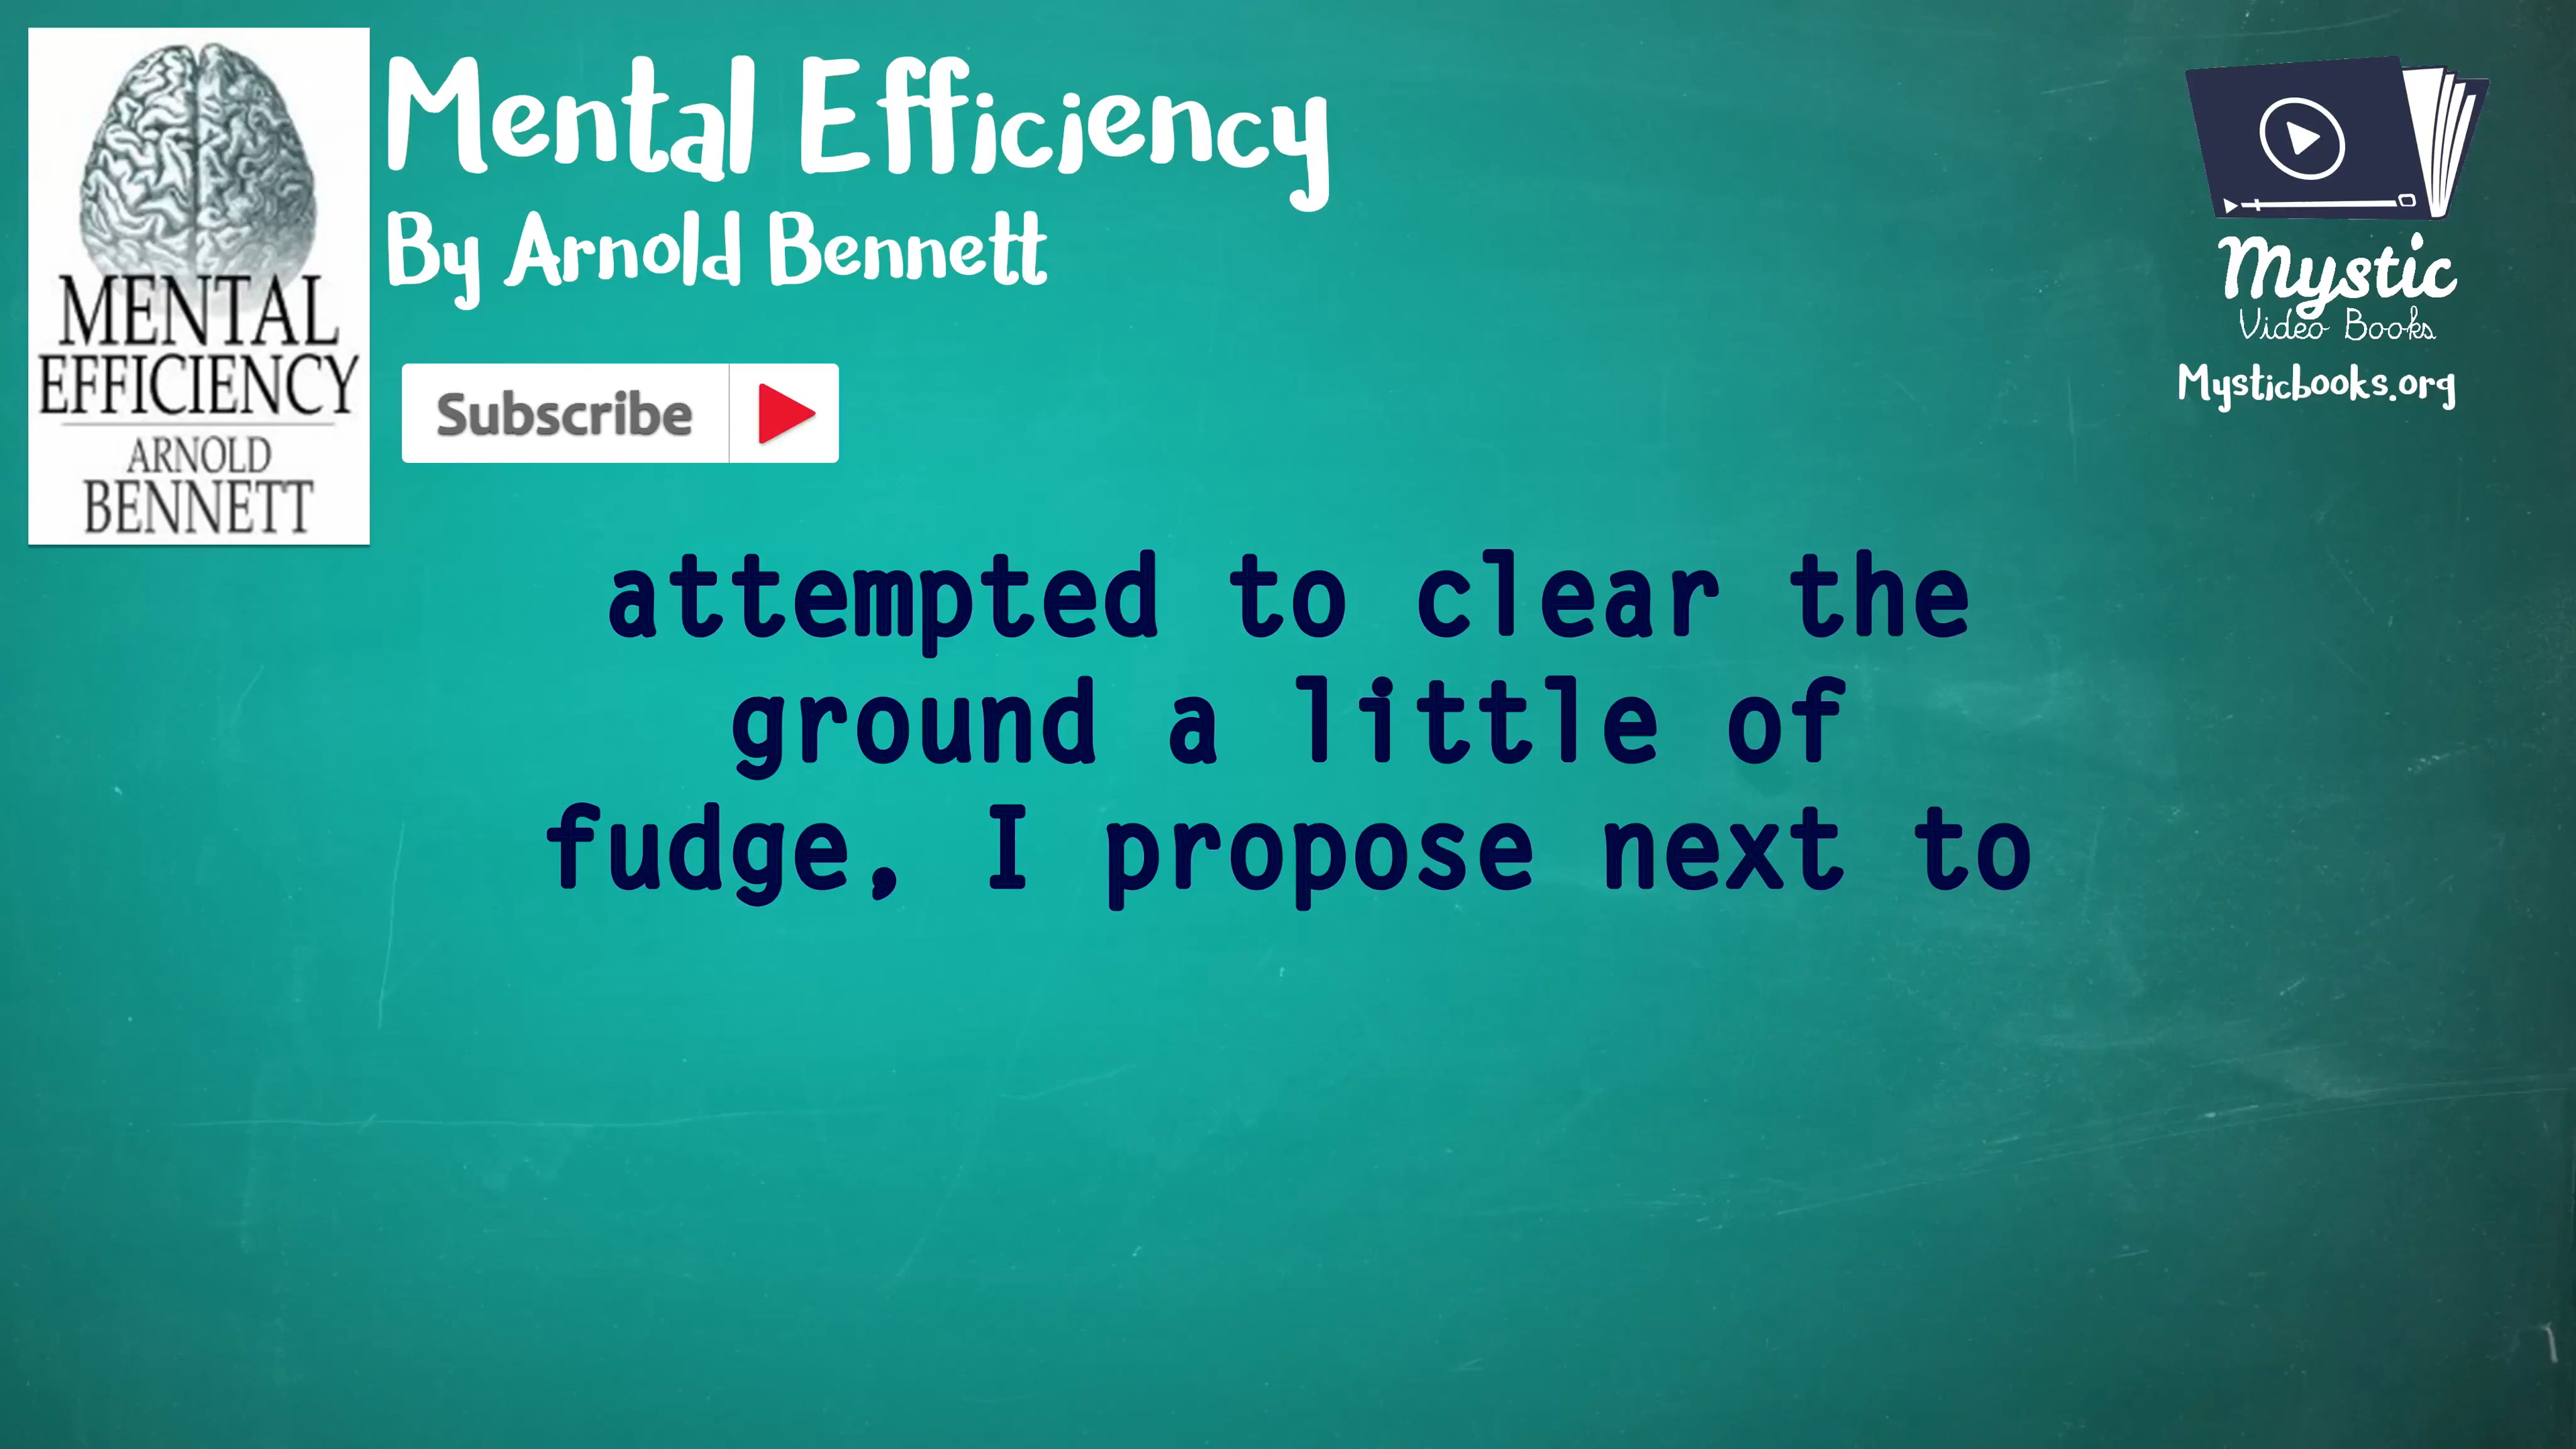 MENTAL
EFFICIENCY
ARNOLD
BENNETT
Mental Efficiency
By Arnold Bennett
Subscribe
Mystic
Video Books
Mysticbooks.org
attempted to clear the
ground a little of
fudge, I propose next to